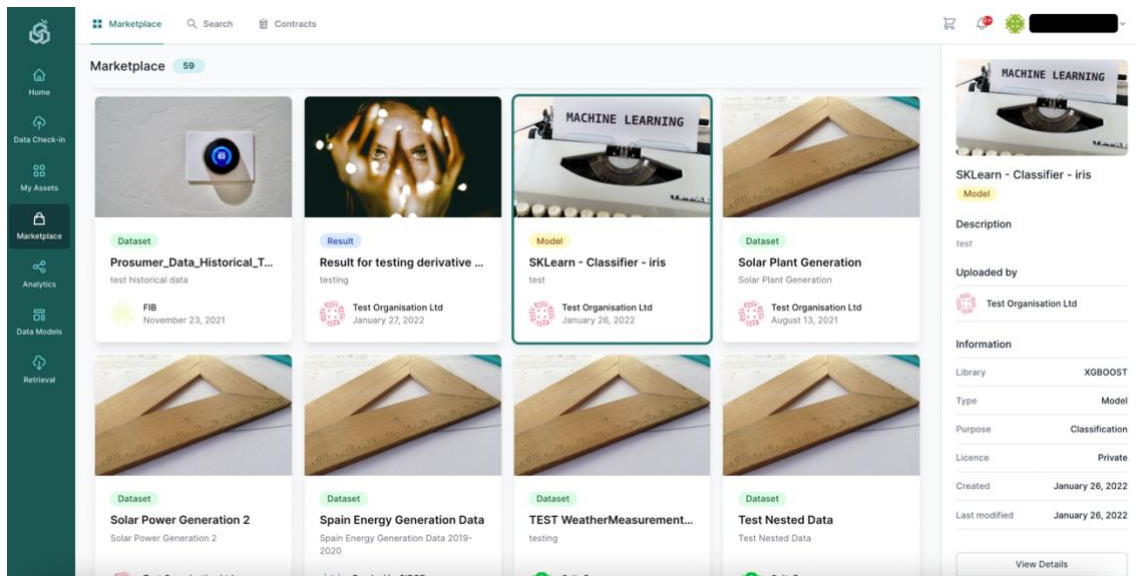 Marketplace
Search
Contracts
Home
Data Check-in
My Assets
Marketplace
Analytics
Data Models
Retrieval
Marketplace 59
63
Dataset
Prosumer_Data_Historical_T...
test historical data
FIB
November 23, 2021
Result
Result for testing derivative ...
testing
Test Organisation Ltd
January 27, 2022
MACHINE LEARNING
Model
SKLearn - Classifier - iris
test
Test Organisation Ltd
January 26, 2022
Dataset
Solar Plant Generation
Solar Plant Generation
Test Organisation Ltd
August 13, 2021
Dataset
Solar Power Generation 2
Solar Power Generation 2
Dataset
Spain Energy Generation Data
Spain Energy Generation Data 2019-
2020
Dataset
TEST WeatherMeasurement...
testing
Dataset
Test Nested Data
Test Nested Data
MACHINE LEARNING
SKLearn - Classifier - iris
Model
Description
test
Uploaded by
Test Organisation Ltd
Information
Library XGBOOST
Type Model
Purpose Classification
Licence Private
Created January 26, 2022
Last modified January 26, 2022
View Details